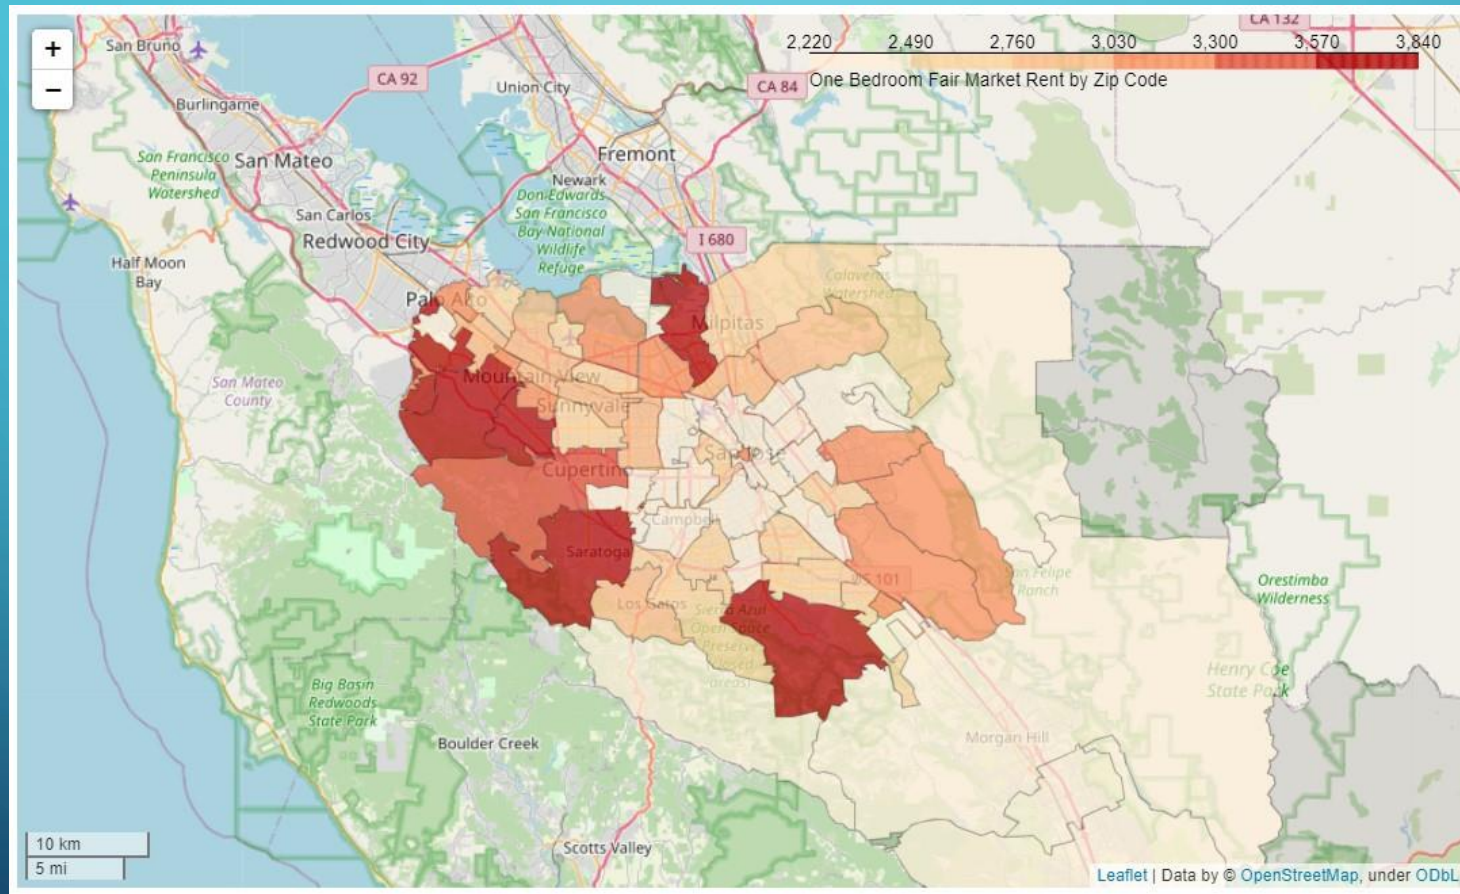 CA 132
San Bruno
+
−
2,220 2,490 2,760 3,030 3,300 3,570 3,840
One Bedroom Fair Market Rent by Zip Code
CA 92
CA 84
Union City
Burlingame
San Francisco
Peninsula
Watershed
San Mateo
Fremont
Newark
Don Edwards
San Francisco
Bay National
Wildlife
Refuge
San Carlos
Redwood City
I 680
Half Moon
Bay
Calaveras
Watershed
Palo Alto
Milpitas
San Mateo
County
Mountain View
Sunnyvale
San Jose
Cupertino
Campbell
Saratoga
US 101
San Felipe
Ranch
Orestimba
Wilderness
Los Gatos
Sierra Azul
Open Space
Preserve
(closed
areas)
Henry Coe
State Park
Big Basin
Redwoods
State Park
Boulder Creek
Morgan Hill
Scotts Valley
10 km
5 mi
Leaflet | Data by © OpenStreetMap, under ODbL